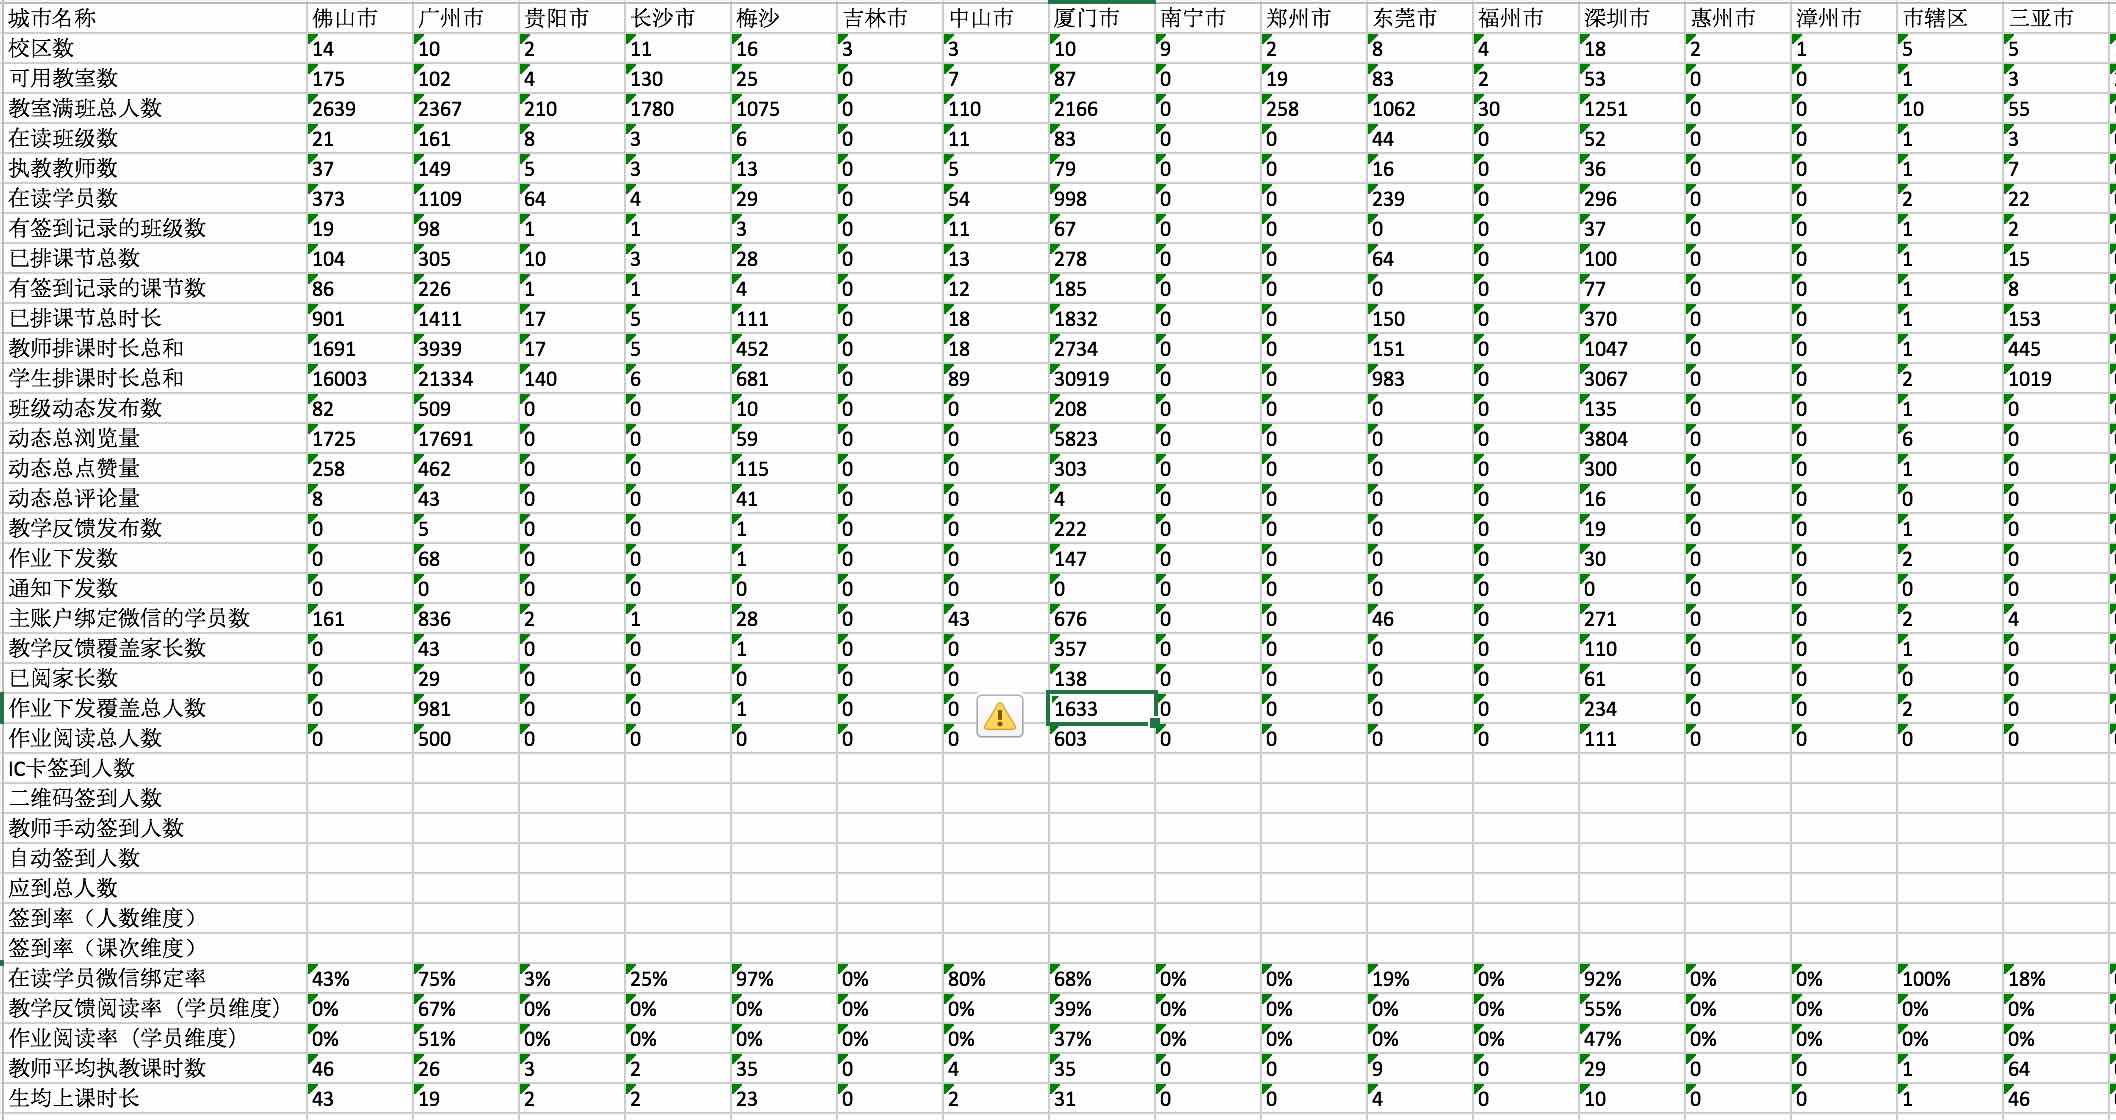 城市名称 佛山市 广州市 贵阳市 长沙市 梅沙 吉林市 中山市 厦门市 南宁市 郑州市 东莞市 福州市 深圳市 惠州市 漳州市 市辖区 三亚市
校区数 14 10 2 11 16 3 3 10 9 2 8 4 18 2 1 5 5
可用教室数 175 102 4 130 25 0 7 87 0 19 83 2 53 0 0 1 3
教室满班总人数 2639 2367 210 1780 1075 0 110 2166 0 258 1062 30 1251 0 0 10 55
在读班级数 21 161 8 3 6 0 11 83 0 0 44 0 52 0 0 1 3
执教教师数 37 149 5 3 13 0 5 79 0 0 16 0 36 0 0 1 7
在读学员数 373 1109 64 4 29 0 54 998 0 0 239 0 296 0 0 2 22
有签到记录的班级数 19 98 1 1 3 0 11 67 0 0 0 0 37 0 0 1 2
已排课节总数 104 305 10 3 28 0 13 278 0 0 64 0 100 0 0 1 15
有签到记录的课节数 86 226 1 1 4 0 12 185 0 0 0 0 77 0 0 1 8
已排课节总时长 901 1411 17 5 111 0 18 1832 0 0 150 0 370 0 0 1 153
教师排课时长总和 1691 3939 17 5 452 0 18 2734 0 0 151 0 1047 0 0 1 445
学生排课时长总和 16003 21334 140 6 681 0 89 30919 0 0 983 0 3067 0 0 2 1019
班级动态发布数 82 509 0 0 10 0 0 208 0 0 0 0 135 0 0 1 0
动态总浏览量 1725 17691 0 0 59 0 0 5823 0 0 0 0 3804 0 0 6 0
动态总点赞量 258 462 0 0 115 0 0 303 0 0 0 0 300 0 0 1 0
动态总评论量 8 43 0 0 41 0 0 4 0 0 0 0 16 0 0 0 0
教学反馈发布数 0 5 0 0 1 0 0 222 0 0 0 0 19 0 0 1 0
作业下发数 0 68 0 0 1 0 0 147 0 0 0 0 30 0 0 2 0
通知下发数 0 0 0 0 0 0 0 0 0 0 0 0 0 0 0 0 0
主账户绑定微信的学员数 161 836 2 1 28 0 43 676 0 0 46 0 271 0 0 2 4
教学反馈覆盖家长数 0 43 0 0 1 0 0 357 0 0 0 0 110 0 0 1 0
已阅家长数 0 29 0 0 0 0 0 138 0 0 0 0 61 0 0 0 0
作业下发覆盖总人数 0 981 0 0 1 0 0 1633 0 0 0 0 234 0 0 2 0
作业阅读总人数 0 500 0 0 0 0 0 603 0 0 0 0 111 0 0 0 0
IC卡签到人数
二维码签到人数
教师手动签到人数
自动签到人数
应到总人数
签到率（人数维度）
签到率（课次维度）
在读学员微信绑定率 43% 75% 3% 25% 97% 0% 80% 68% 0% 0% 19% 0% 92% 0% 0% 100% 18%
教学反馈阅读率（学员维度） 0% 67% 0% 0% 0% 0% 0% 39% 0% 0% 0% 0% 55% 0% 0% 0% 0%
作业阅读率（学员维度） 0% 51% 0% 0% 0% 0% 0% 37% 0% 0% 0% 0% 47% 0% 0% 0% 0%
教师平均执教课时数 46 26 3 2 35 0 4 35 0 0 9 0 29 0 0 1 64
生均上课时长 43 19 2 2 23 0 2 31 0 0 4 0 10 0 0 1 46